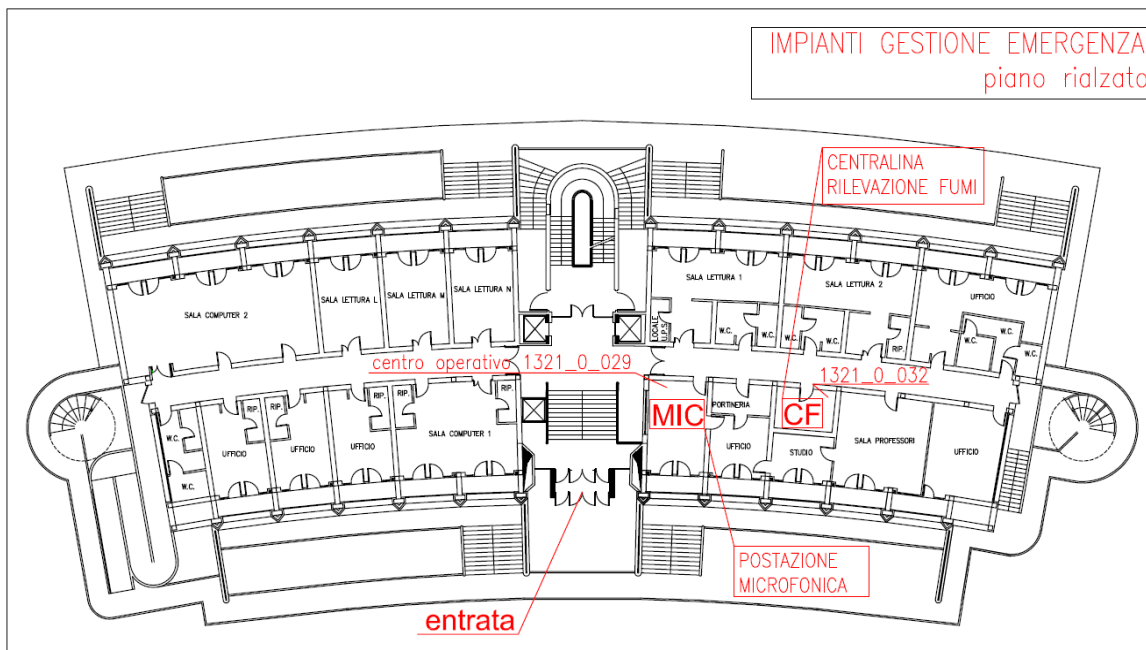 IMPIANTI GESTIONE EMERGENZA
piano rialzato
CENTRALINA
RILEVAZIONE FUMI
SALA COMPUTER 2
SALA LETTURA L
SALA LETTURA M
SALA LETTURA N
SALA LETTURA 1
SALA LETTURA 2
UFFICIO
LOCALE
U.P.S.
W.C.
W.C.
W.C.
W.C.
RIP.
W.C.
W.C.
W.C.
centro operativo 1321_0_029
1321_0_032
RIP.
RIP.
RIP.
RIP.
RIP.
W.C.
W.C.
UFFICIO
UFFICIO
UFFICIO
SALA COMPUTER 1
MIC
PORTINERIA
UFFICIO
CF
STUDIO
SALA PROFESSORI
UFFICIO
POSTAZIONE
MICROFONICA
entrata